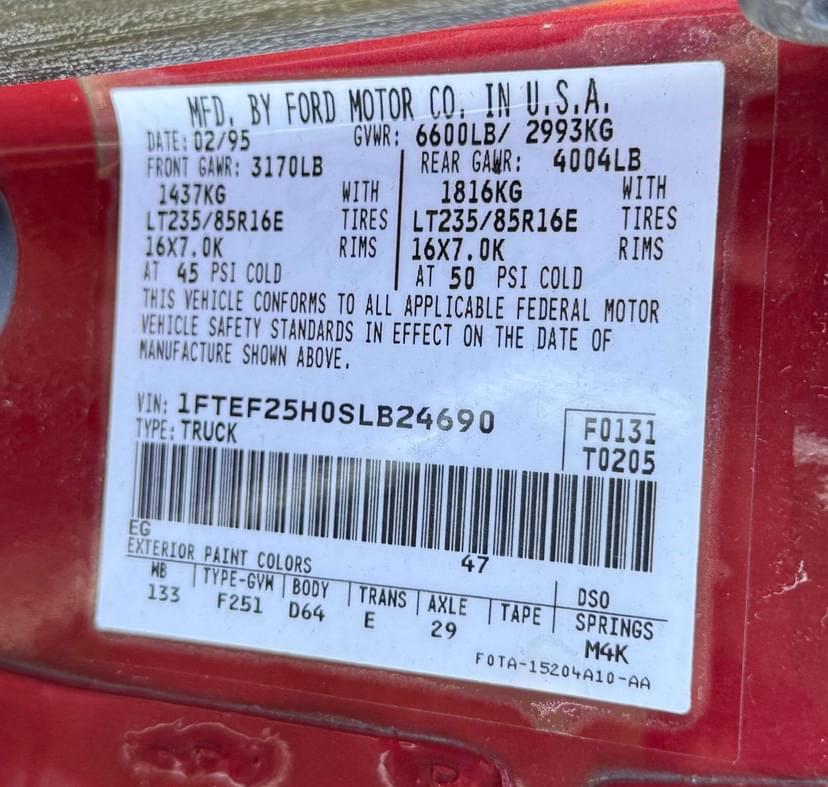 MFD. BY FORD MOTOR CO. IN U.S.A.
DATE: 02/95 GVWR: 6600LB/ 2993KG
FRONT GAWR: 3170LB REAR GAWR: 4004LB
1437KG WITH 1816KG WITH
LT235/85R16E TIRES LT235/85R16E TIRES
16X7.0K RIMS 16X7.0K RIMS
AT 45 PSI COLD AT 50 PSI COLD
THIS VEHICLE CONFORMS TO ALL APPLICABLE FEDERAL MOTOR
VEHICLE SAFETY STANDARDS IN EFFECT ON THE DATE OF
MANUFACTURE SHOWN ABOVE.
VIN: 1FTEF25H0SLB24690 F0131
TYPE: TRUCK T0205
EG 47
EXTERIOR PAINT COLORS DSO
WB TYPE-GVW BODY TRANS AXLE TAPE SPRINGS
133 F251 D64 E 29 M4K
F0TA-15204A10-AA